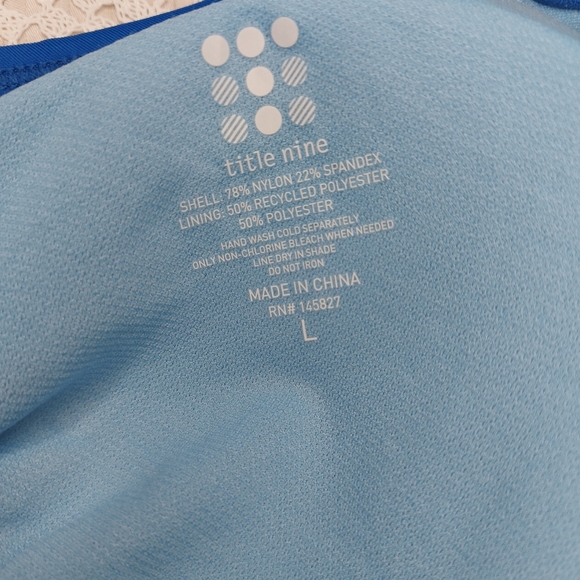 title nine
SHELL: 78% NYLON 22% SPANDEX
LINING: 50% RECYCLED POLYESTER
50% POLYESTER
HAND WASH COLD SEPARATELY
ONLY NON-CHLORINE BLEACH WHEN NEEDED
LINE DRY IN SHADE
DO NOT IRON
MADE IN CHINA
RN# 145827
L